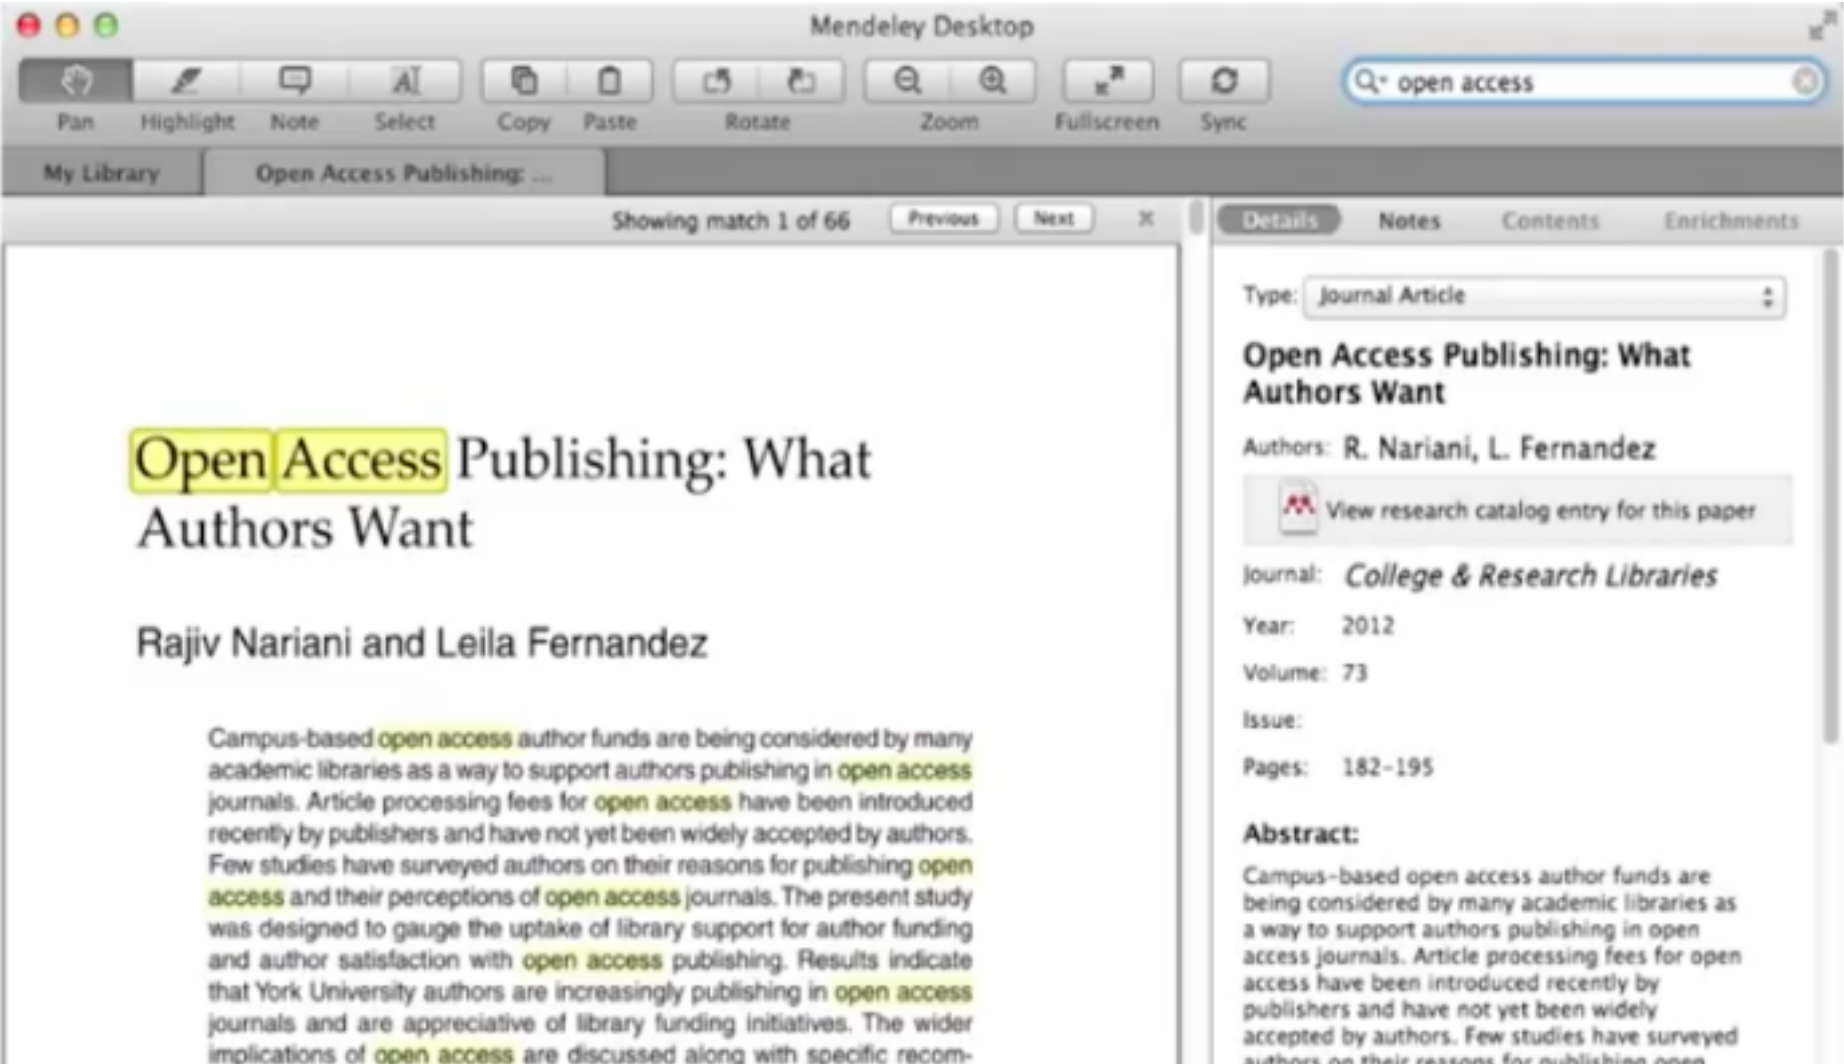 Mendeley Desktop
open access
Pan Highlight Note Select Copy Paste Rotate Zoom Fullscreen Sync
My Library Open Access Publishing: ...
Showing match 1 of 66 Previous Next
Open Access Publishing: What
Authors Want
Rajiv Nariani and Leila Fernandez
Campus-based open access author funds are being considered by many
academic libraries as a way to support authors publishing in open access
journals. Article processing fees for open access have been introduced
recently by publishers and have not yet been widely accepted by authors.
Few studies have surveyed authors on their reasons for publishing open
access and their perceptions of open access journals. The present study
was designed to gauge the uptake of library support for author funding
and author satisfaction with open access publishing. Results indicate
that York University authors are increasingly publishing in open access
journals and are appreciative of library funding initiatives. The wider
implications of open access are discussed along with specific recom-
Details Notes Contents Enrichments
Type: Journal Article
Open Access Publishing: What
Authors Want
Authors: R. Nariani, L. Fernandez
View research catalog entry for this paper
Journal: College & Research Libraries
Year: 2012
Volume: 73
Issue:
Pages: 182-195
Abstract:
Campus-based open access author funds are
being considered by many academic libraries as
a way to support authors publishing in open
access journals. Article processing fees for open
access have been introduced recently by
publishers and have not yet been widely
accepted by authors. Few studies have surveyed
authors on their reasons for publishing open